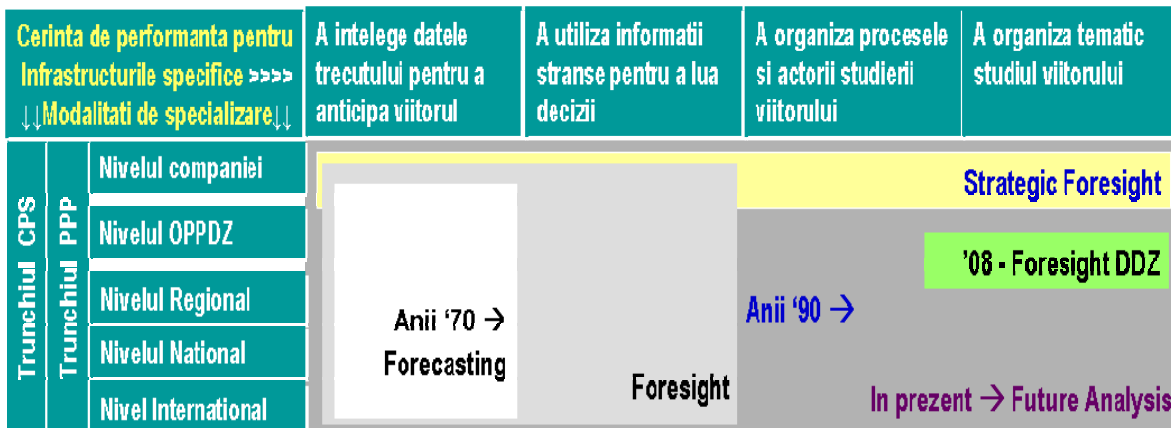 Cerinta de performanta pentru
Infrastructurile specifice >>>>
↓↓Modalitati de specializare↓↓
A intelege datele
trecutului pentru a
anticipa viitorul
A utiliza informatii
stranse pentru a lua
decizii
A organiza procesele
si actorii studierii
viitorului
A organiza tematic
studiul viitorului
Trunchiul CPS
Trunchiul PPP
Nivelul companiei
Nivelul OPPDZ
Nivelul Regional
Nivelul National
Nivel International
Strategic Foresight
'08 - Foresight DDZ
Anii ‘70 →
Forecasting
Foresight
Anii ‘90 →
In prezent → Future Analysis